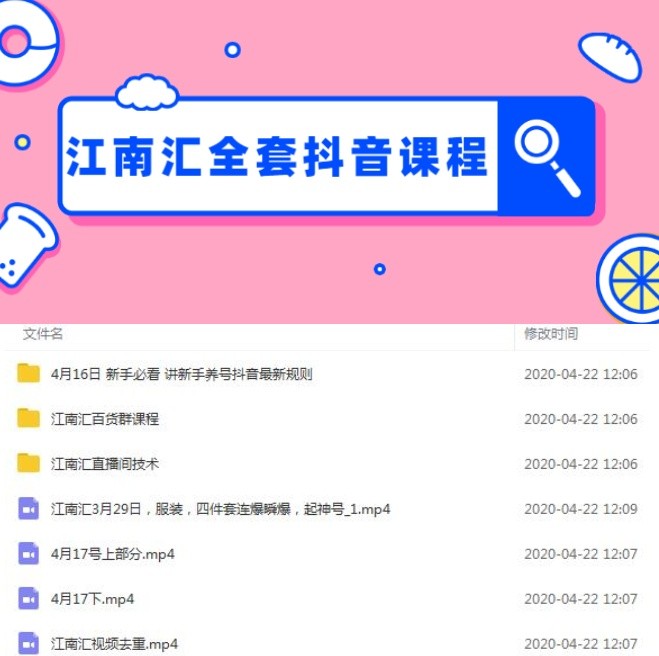 江南汇全套抖音课程
文件名 修改时间
4月16日 新手必看 讲新手养号抖音最新规则 2020-04-22 12:06
江南汇百货群课程 2020-04-22 12:06
江南汇直播间技术 2020-04-22 12:06
江南汇3月29日，服装，四件套连爆瞬爆，起神号_1.mp4 2020-04-22 12:09
4月17号上部分.mp4 2020-04-22 12:07
4月17下.mp4 2020-04-22 12:07
江南汇视频去重.mp4 2020-04-22 12:07